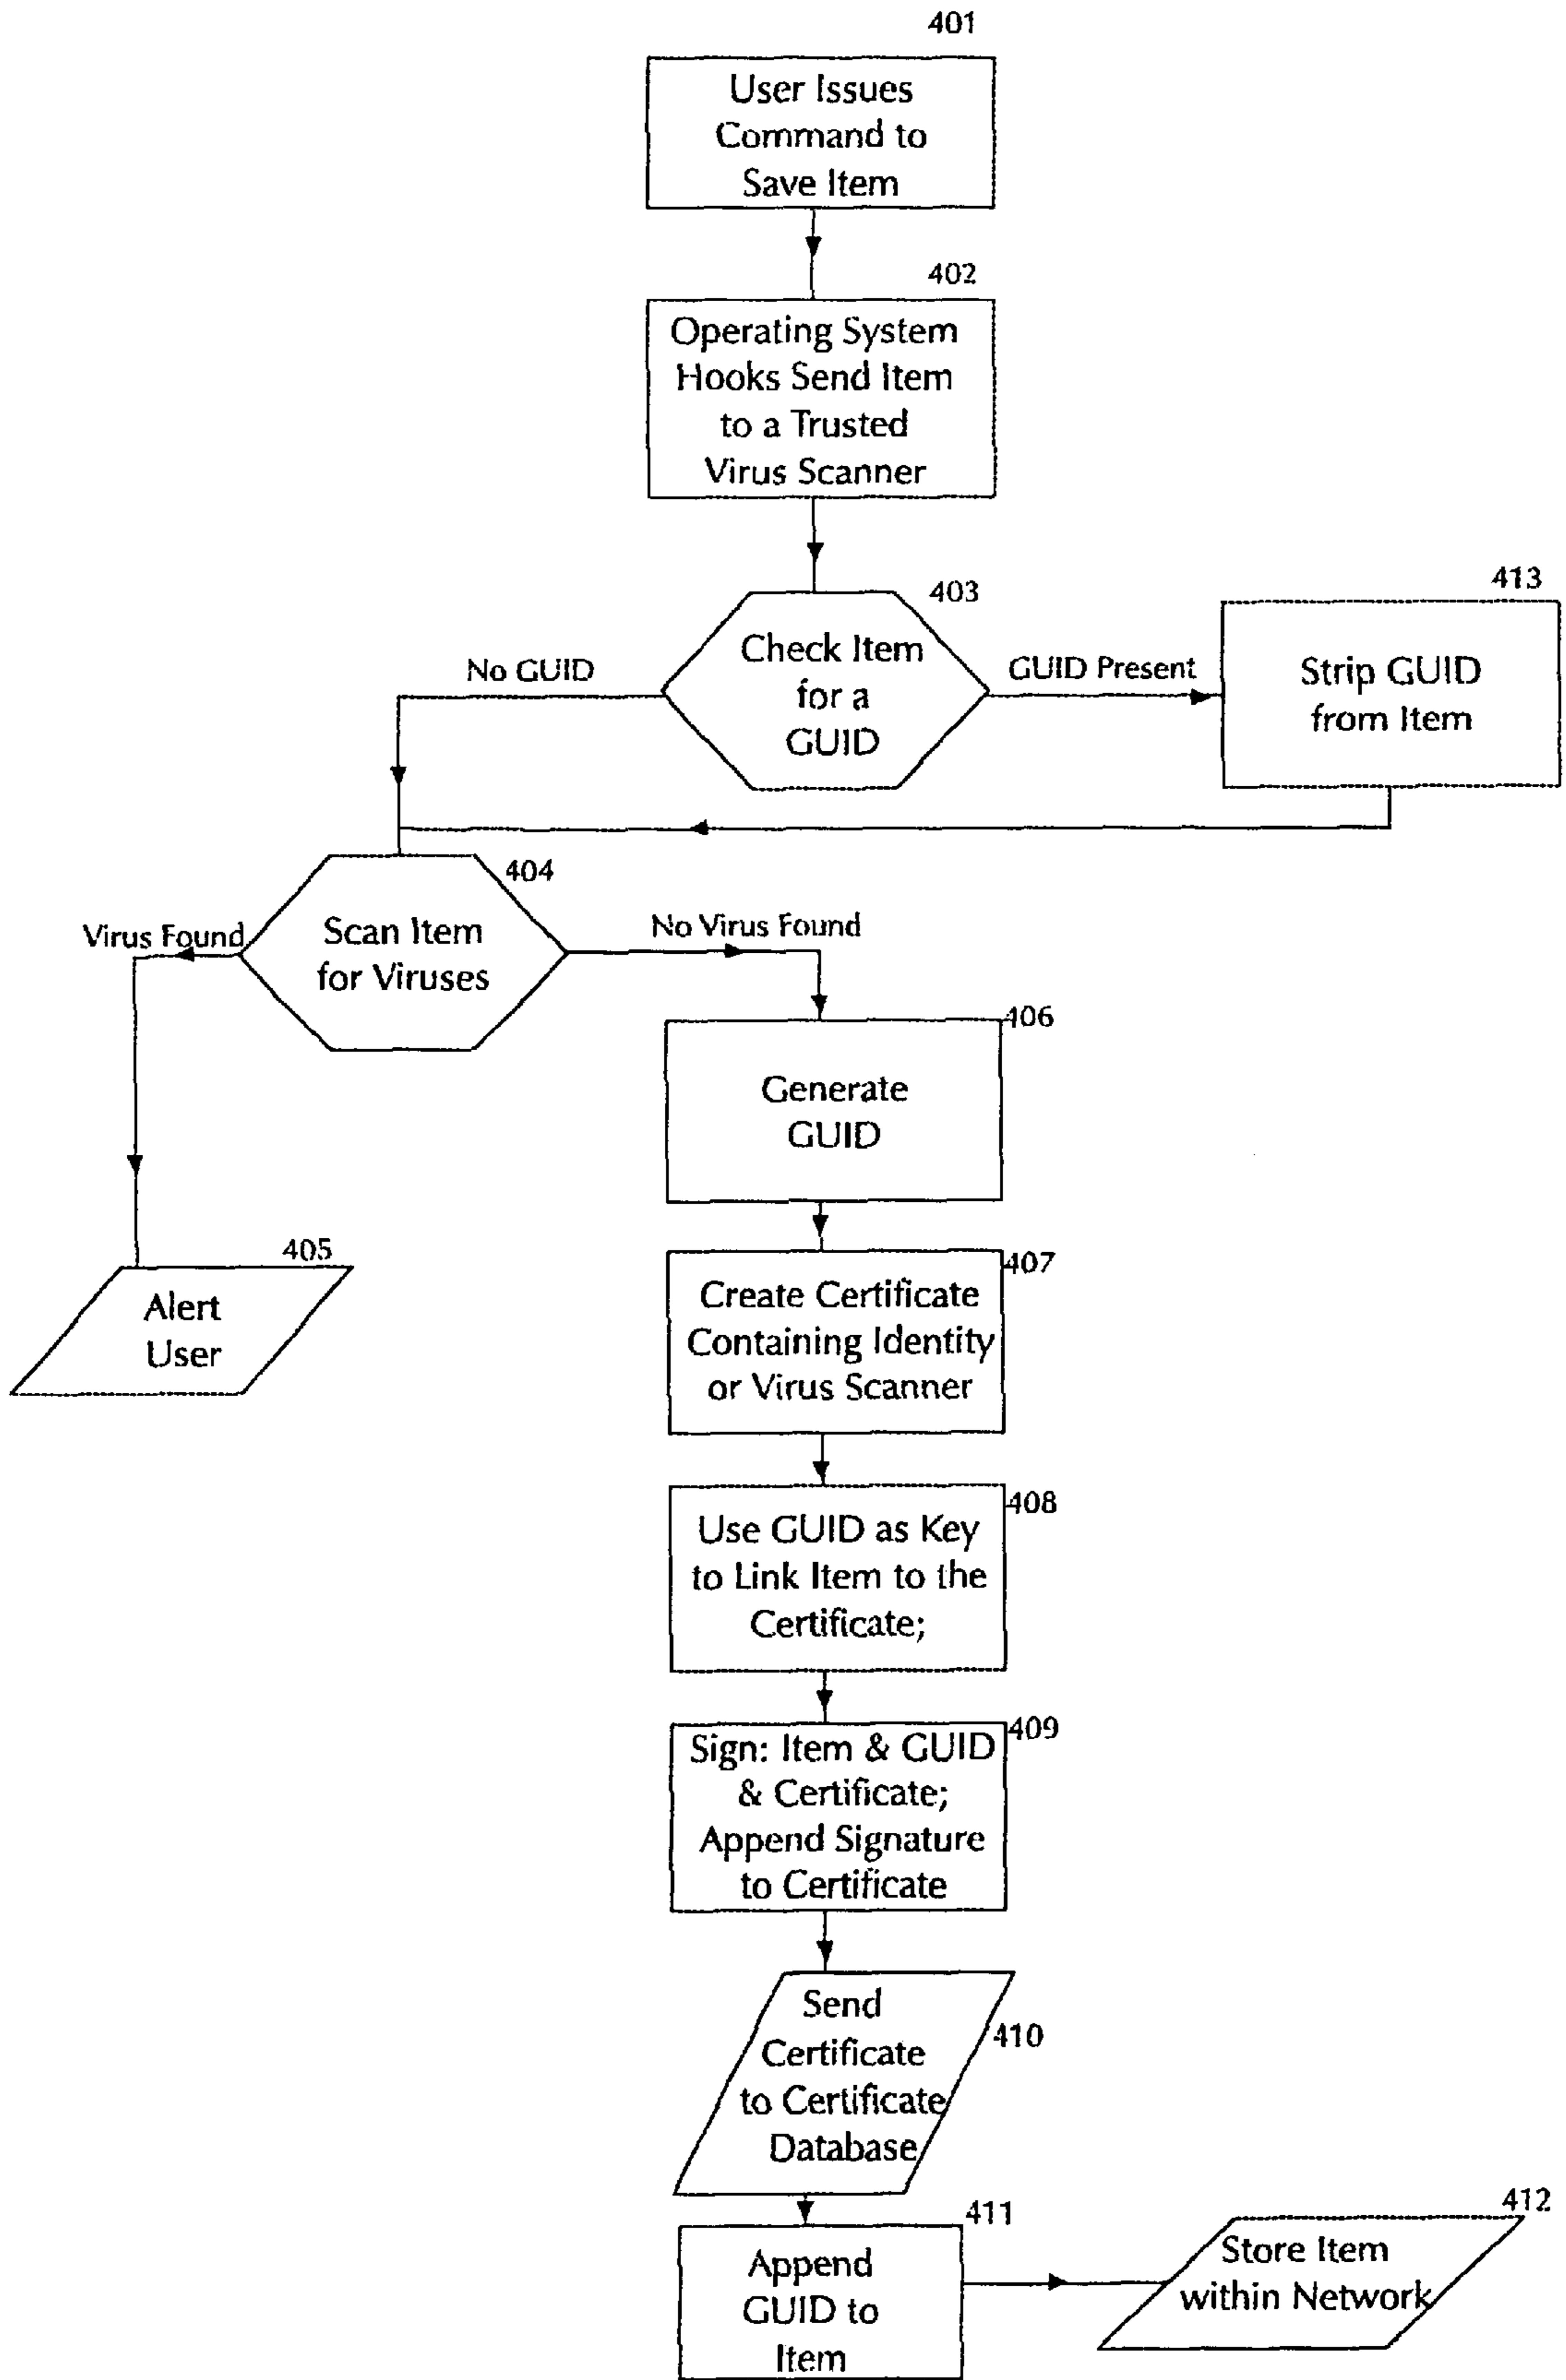 401
User Issues
Command to
Save Item
402
Operating System
Hooks Send Item
to a Trusted
Virus Scanner
403
Check Item
for a
GUID
No GUID
GUID Present
413
Strip GUID
from Item
404
Scan Item
for Viruses
Virus Found
No Virus Found
405
Alert
User
406
Generate
GUID
407
Create Certificate
Containing Identity
or Virus Scanner
408
Use GUID as Key
to Link Item to the
Certificate;
409
Sign: Item & GUID
& Certificate;
Append Signature
to Certificate
410
Send
Certificate
to Certificate
Database
411
Append
GUID to
Item
412
Store Item
within Network